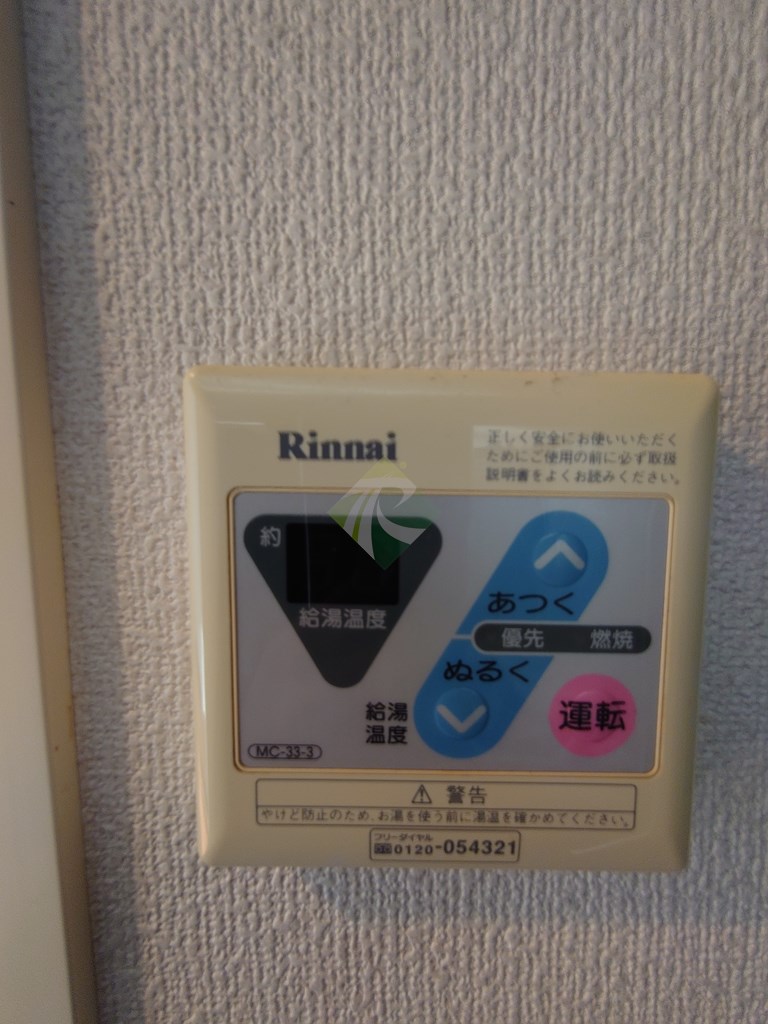 Rinnai
正しく安全にお使いいただく
ためにご使用の前に必ず取扱
説明書をよくお読みください。
約
給湯温度
あつく
優先 燃焼
ぬるく
給湯
温度
運転
MC-33-3
⚠ 警告
やけど防止のため、お湯を使う前に湯温を確かめてください。
フリーダイヤル
0120-054321